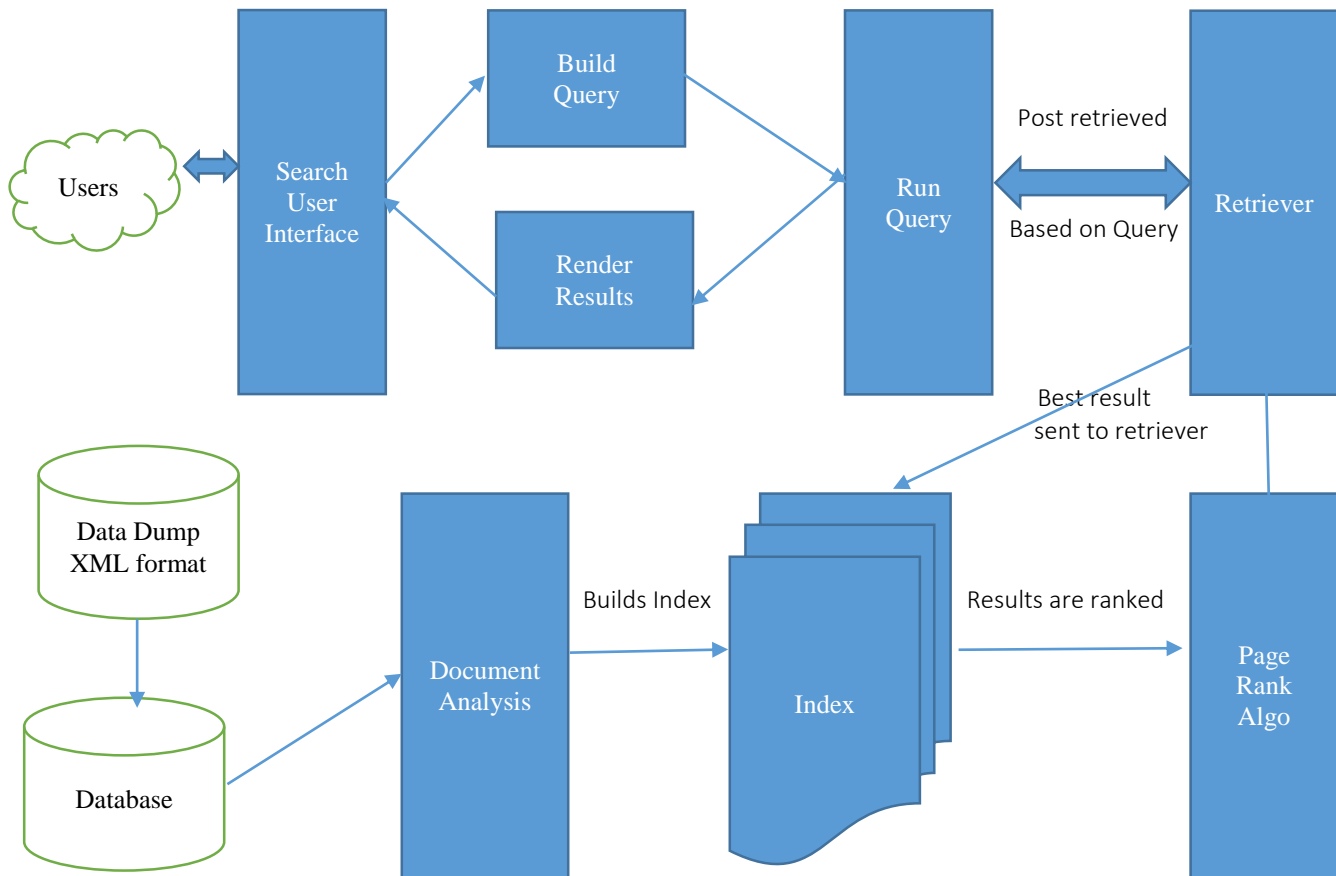 Build
Query
Post retrieved
Users
Search
User
Interface
Run
Query
Retriever
Based on Query
Render
Results
Best result
sent to retriever
Data Dump
XML format
Builds Index
Results are ranked
Document
Analysis
Index
Page
Rank
Algo
Database